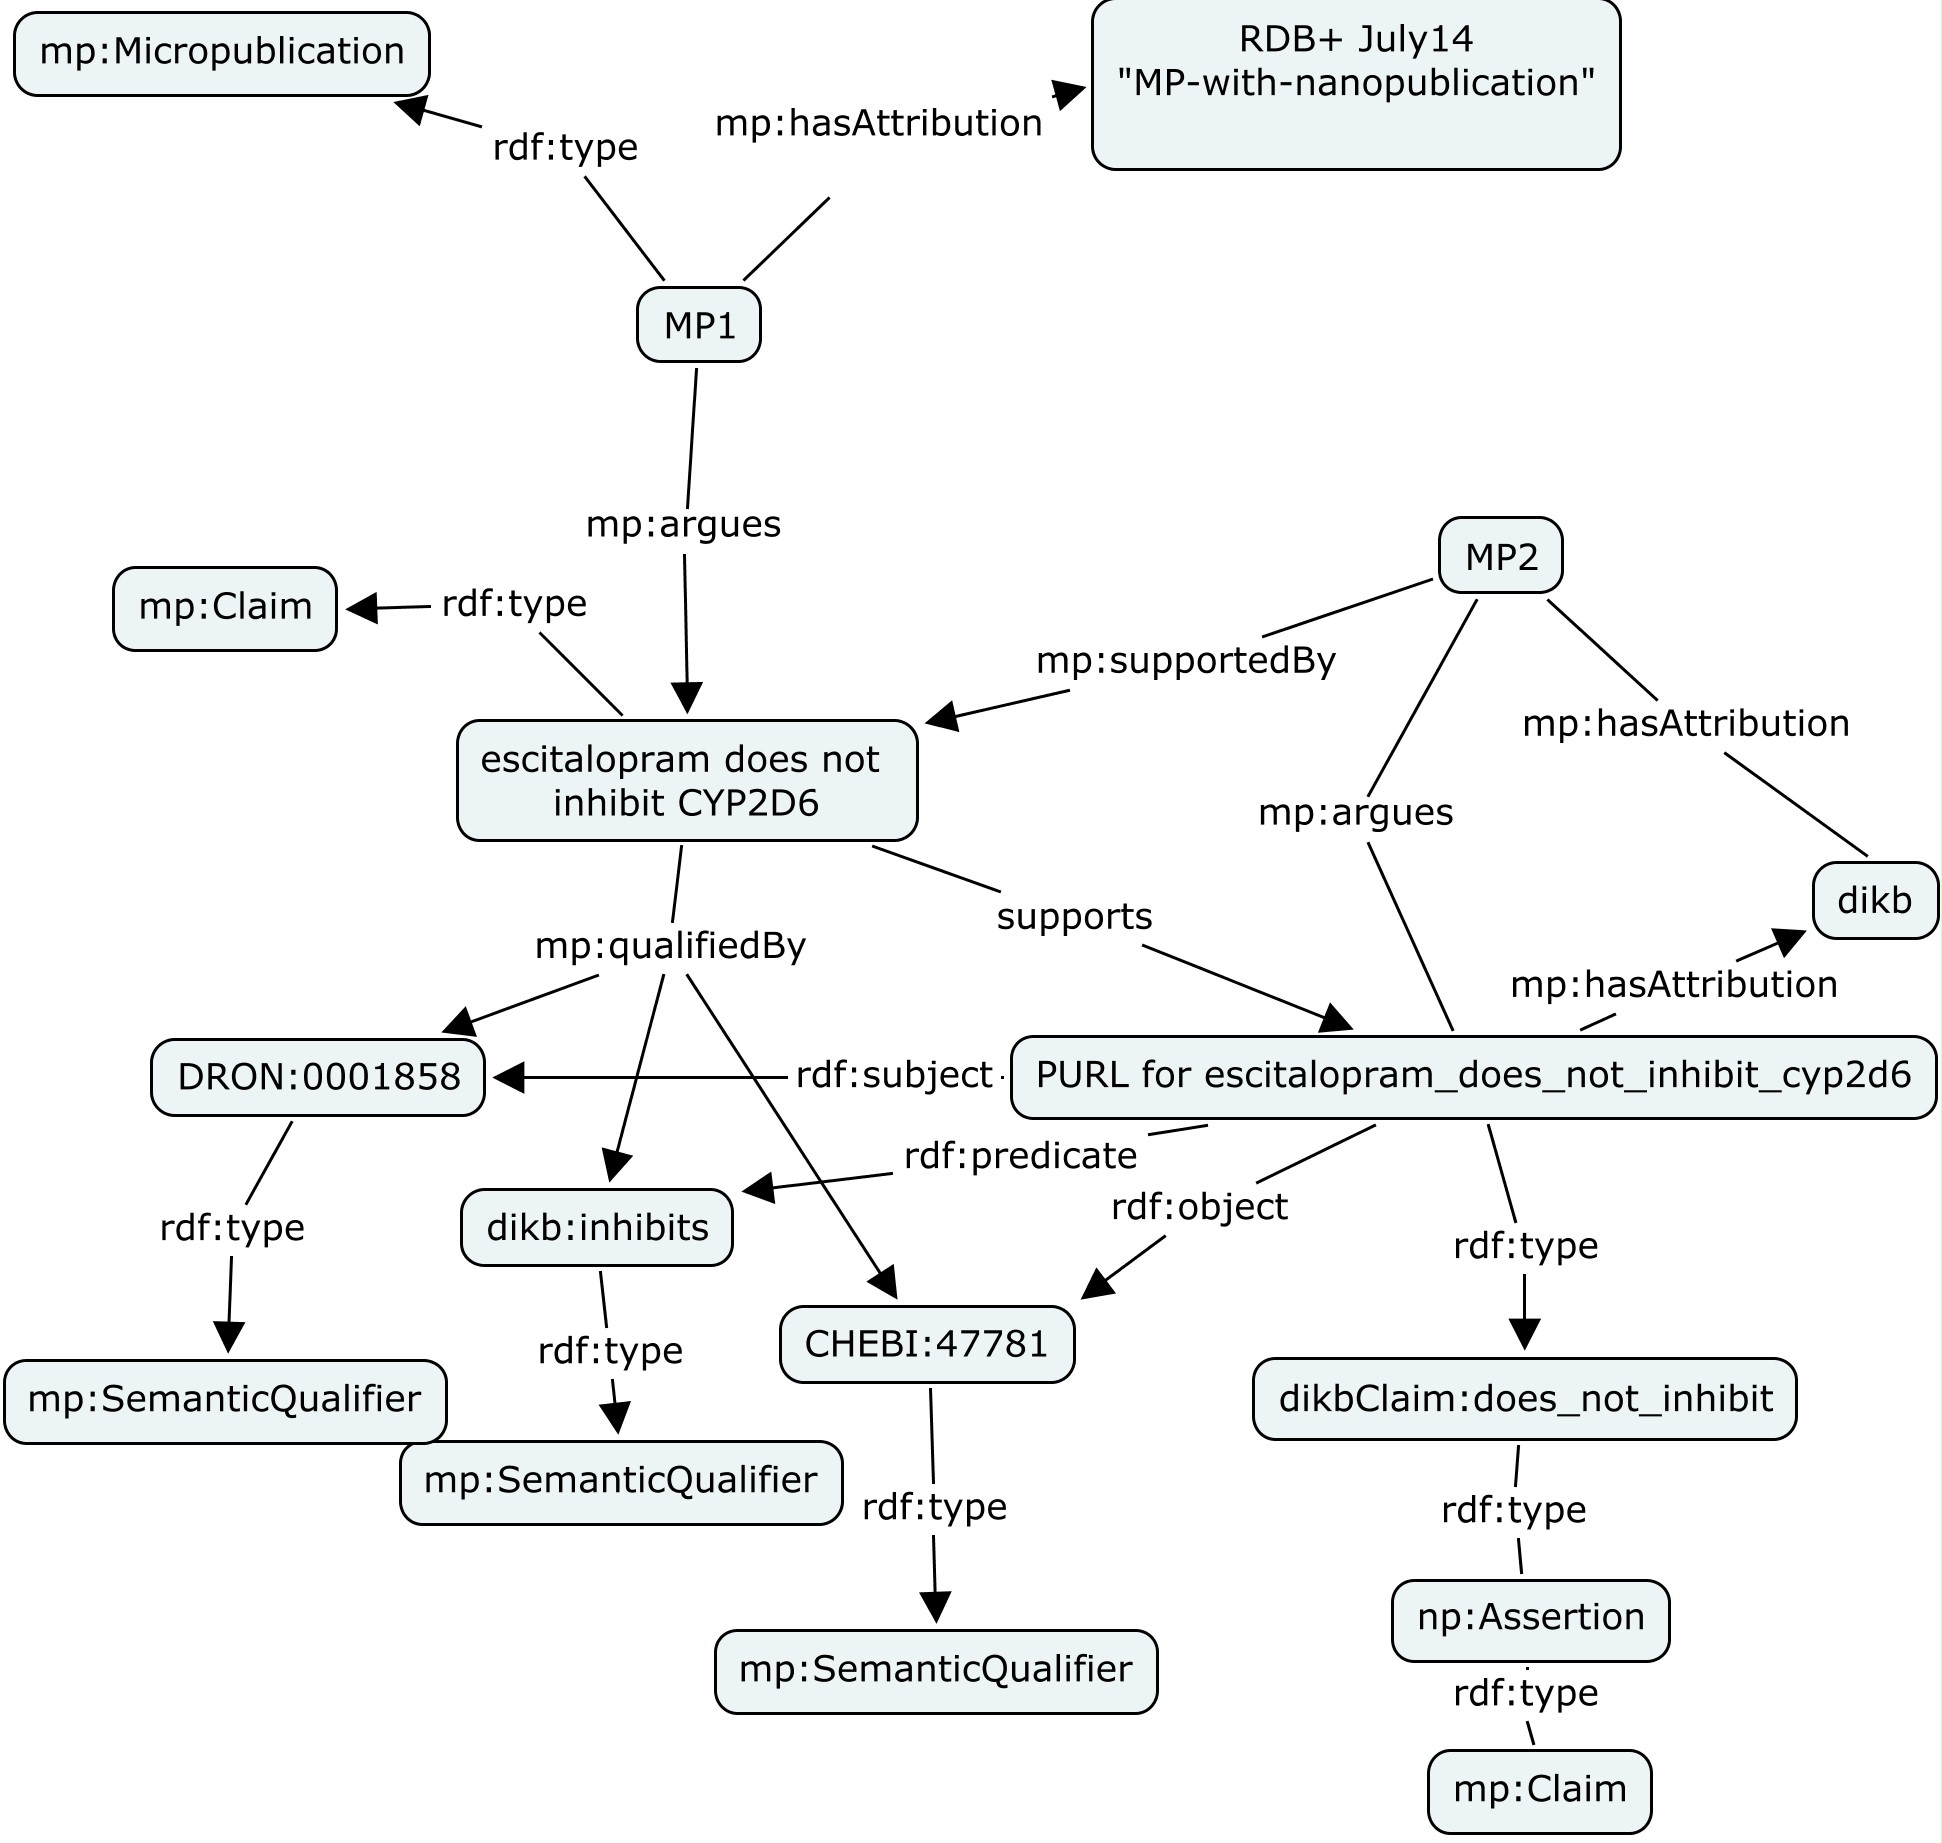 mp:Micropublication
RDB+ July14
"MP-with-nanopublication"
mp:hasAttribution
rdf:type
MP1
mp:argues
MP2
mp:Claim
rdf:type
mp:supportedBy
mp:hasAttribution
escitalopram does not
inhibit CYP2D6
mp:argues
dikb
supports
mp:qualifiedBy
mp:hasAttribution
DRON:0001858
rdf:subject
PURL for escitalopram_does_not_inhibit_cyp2d6
rdf:predicate
rdf:object
rdf:type
dikb:inhibits
rdf:type
rdf:type
CHEBI:47781
mp:SemanticQualifier
dikbClaim:does_not_inhibit
mp:SemanticQualifier
rdf:type
rdf:type
np:Assertion
mp:SemanticQualifier
rdf:type
mp:Claim